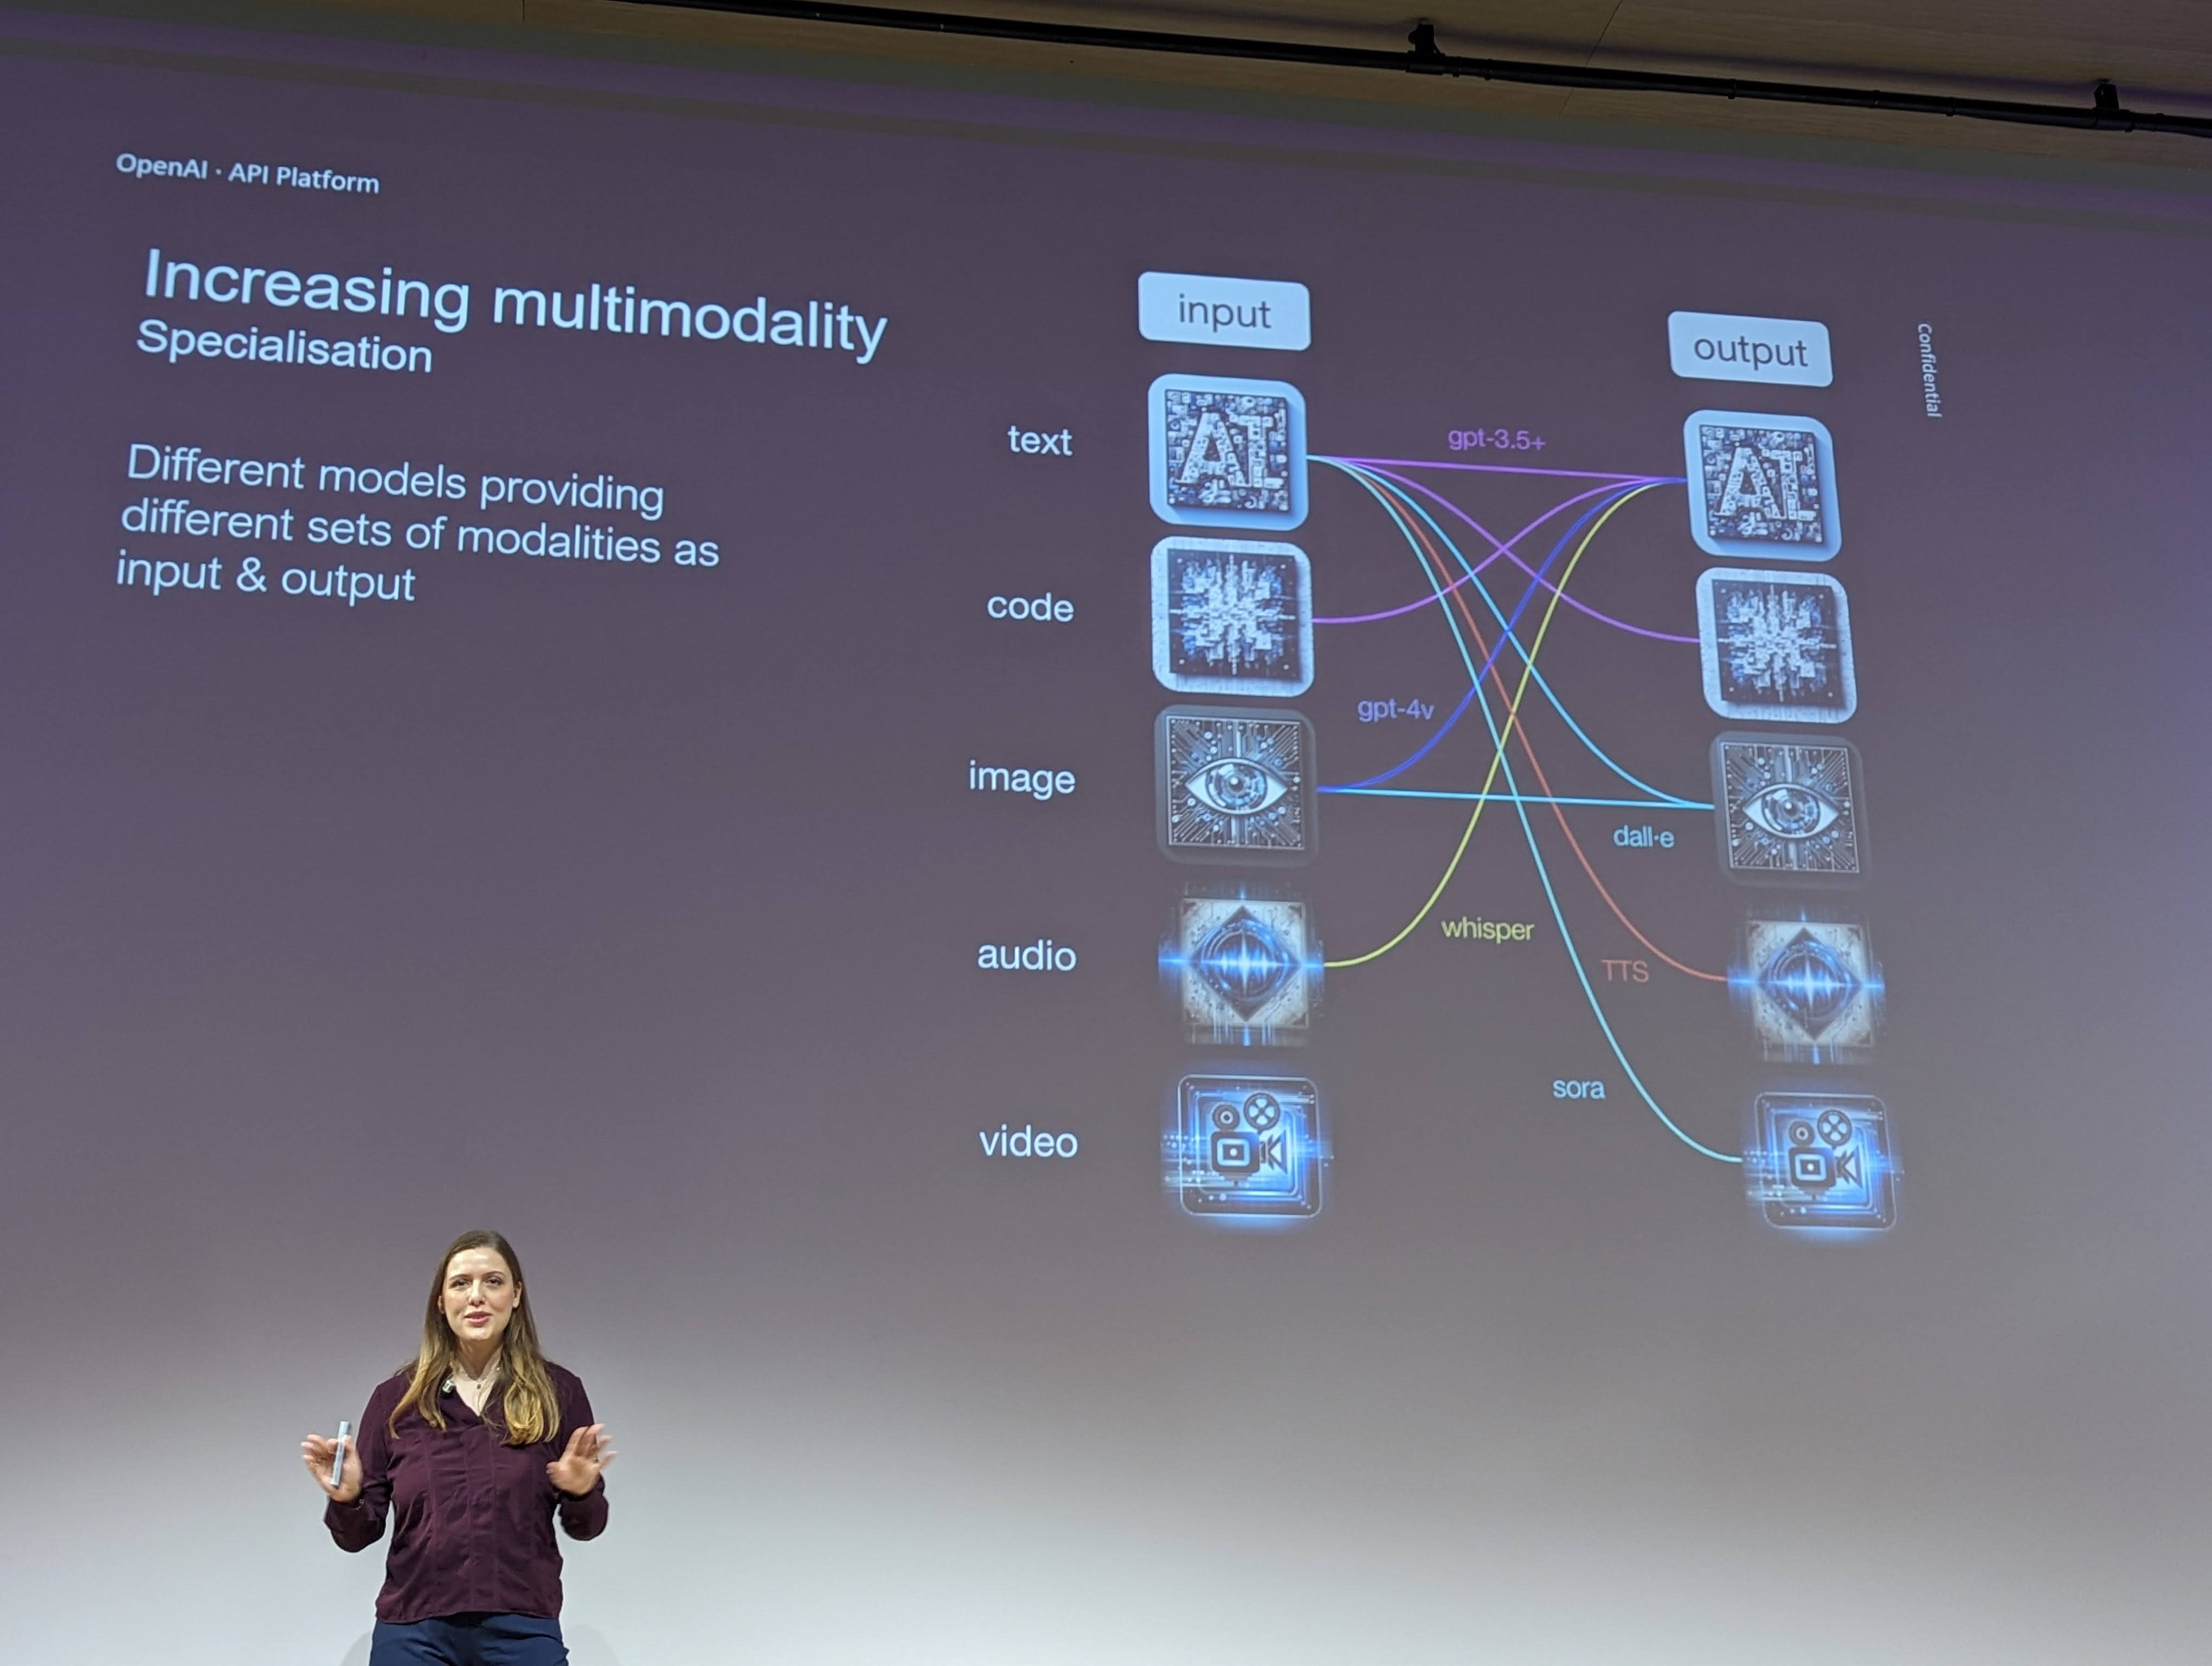 OpenAI · API Platform
Increasing multimodality
Specialisation
Different models providing
different sets of modalities as
input & output
input
output
Confidential
text
AI
gpt-3.5+
AI
code
gpt-4v
image
dall·e
audio
whisper
TTS
video
sora